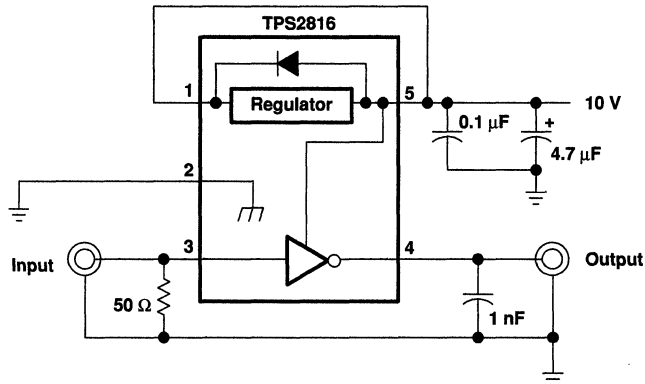 TPS2816
1
5
Regulator
10 V
0.1 μF
+
4.7 μF
2
3
4
Input
Output
50 Ω
1 nF